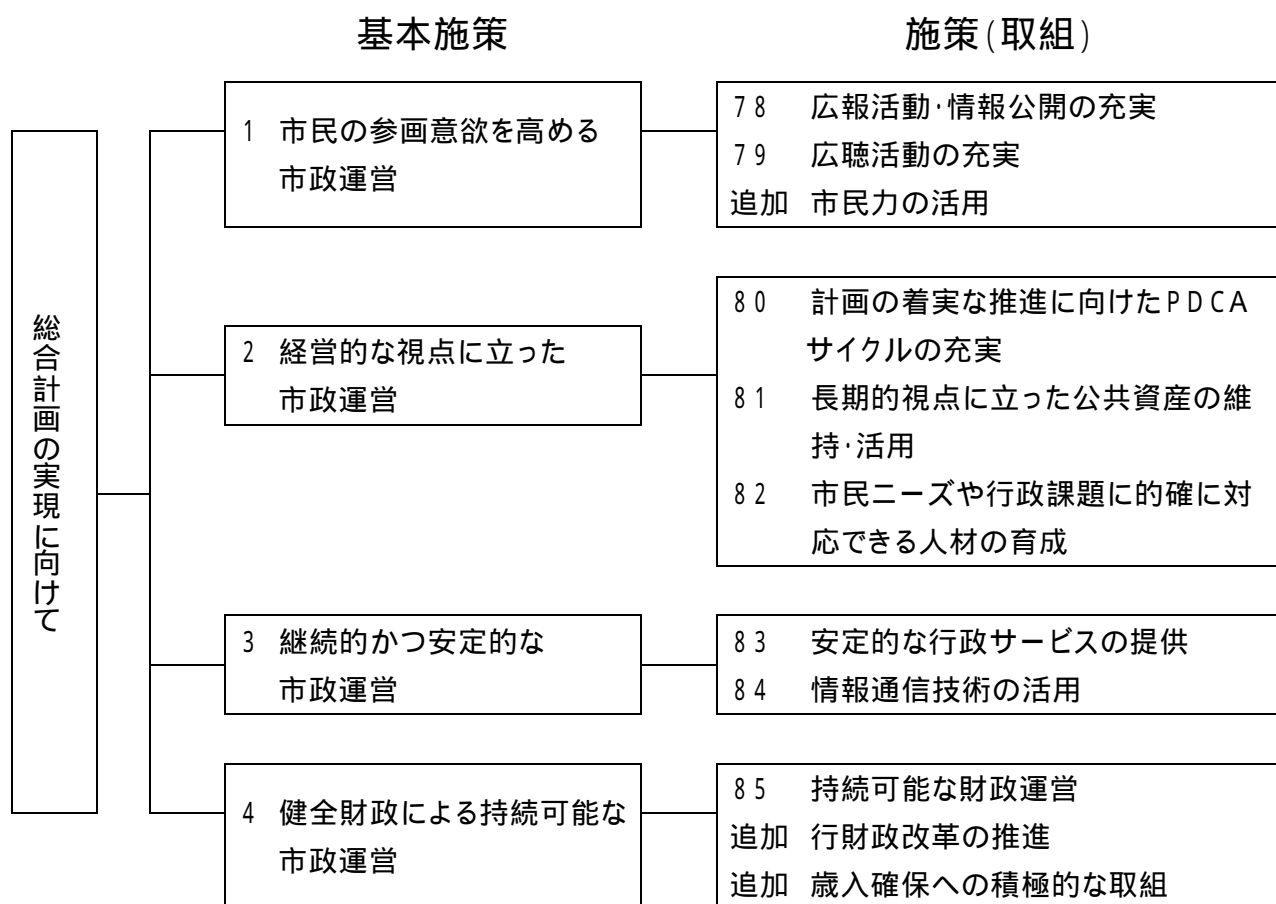 基本施策
施策(取組)
総合計画の実現に向けて
1 市民の参画意欲を高める
市政運営
78 広報活動・情報公開の充実
79 広聴活動の充実
追加 市民力の活用
2 経営的な視点に立った
市政運営
80 計画の着実な推進に向けたPDCA
サイクルの充実
81 長期的視点に立った公共資産の維
持・活用
82 市民ニーズや行政課題に的確に対
応できる人材の育成
3 継続的かつ安定的な
市政運営
83 安定的な行政サービスの提供
84 情報通信技術の活用
4 健全財政による持続可能な
市政運営
85 持続可能な財政運営
追加 行財政改革の推進
追加 歳入確保への積極的な取組